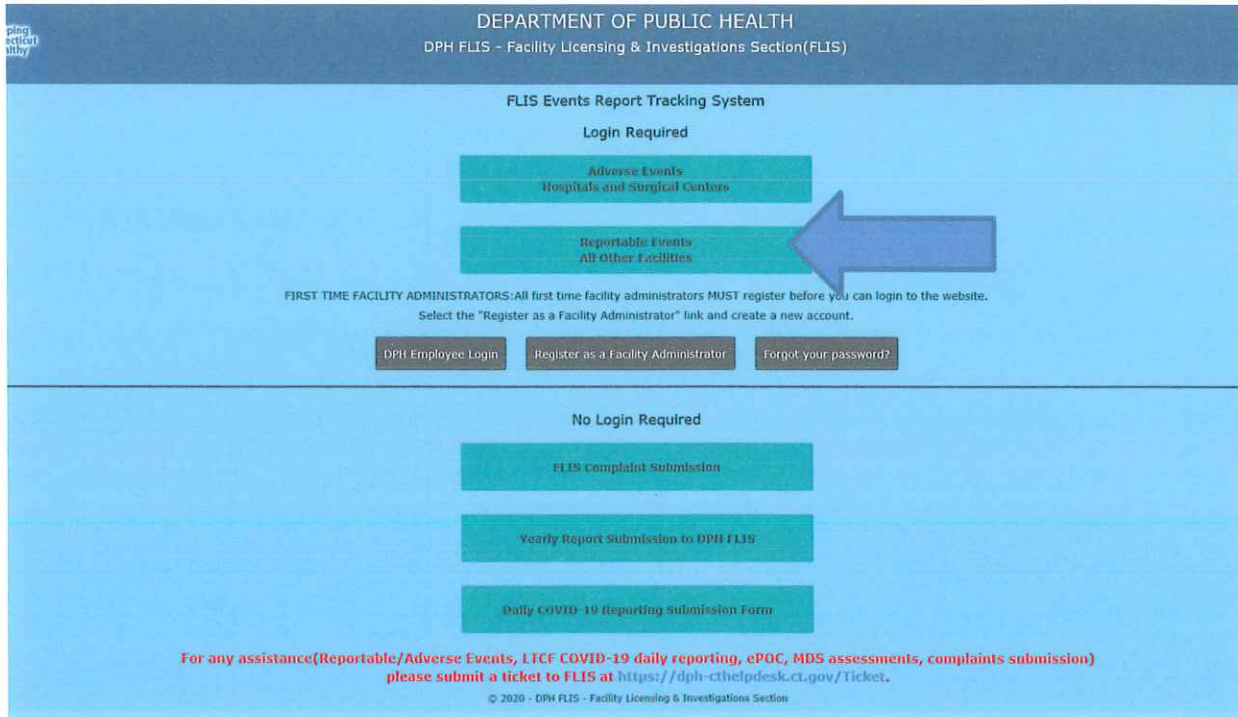 DEPARTMENT OF PUBLIC HEALTH
DPH FLIS - Facility Licensing & Investigations Section(FLIS)
FLIS Events Report Tracking System
Login Required
Adverse Events
Hospitals and Surgical Centers
Reportable Events
All Other Facilities
FIRST TIME FACILITY ADMINISTRATORS:All first time facility administrators MUST register before you can login to the website.
Select the "Register as a Facility Administrator" link and create a new account.
DPH Employee Login Register as a Facility Administrator Forgot your password?
No Login Required
FLIS Complaint Submission
Yearly Report Submission to DPH FLIS
Daily COVID-19 Reporting Submission Form
For any assistance(Reportable/Adverse Events, LTCF COVID-19 daily reporting, ePOC, MDS assessments, complaints submission)
please submit a ticket to FLIS at https://dph-cthelpdesk.ct.gov/Ticket.
© 2020 - DPH FLIS - Facility Licensing & Investigations Section